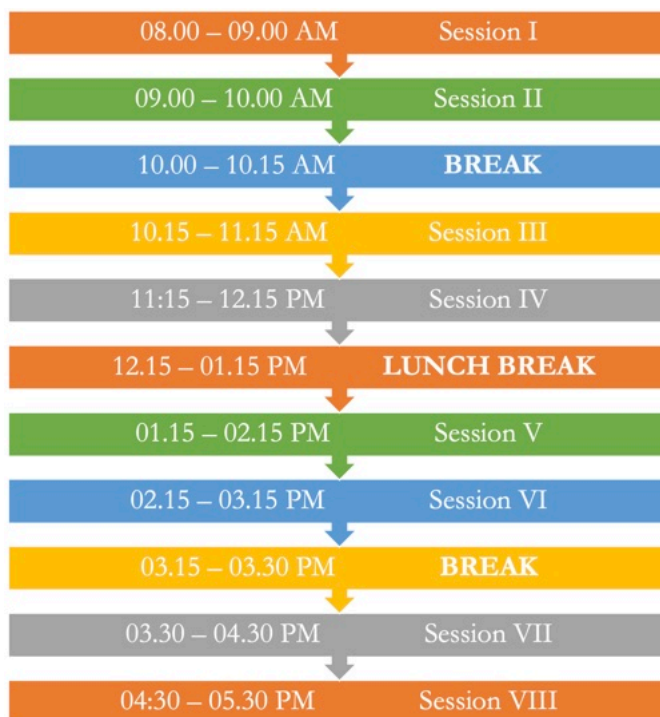 08.00 – 09.00 AM Session I
09.00 – 10.00 AM Session II
10.00 – 10.15 AM BREAK
10.15 – 11.15 AM Session III
11:15 – 12.15 PM Session IV
12.15 – 01.15 PM LUNCH BREAK
01.15 – 02.15 PM Session V
02.15 – 03.15 PM Session VI
03.15 – 03.30 PM BREAK
03.30 – 04.30 PM Session VII
04:30 – 05.30 PM Session VIII